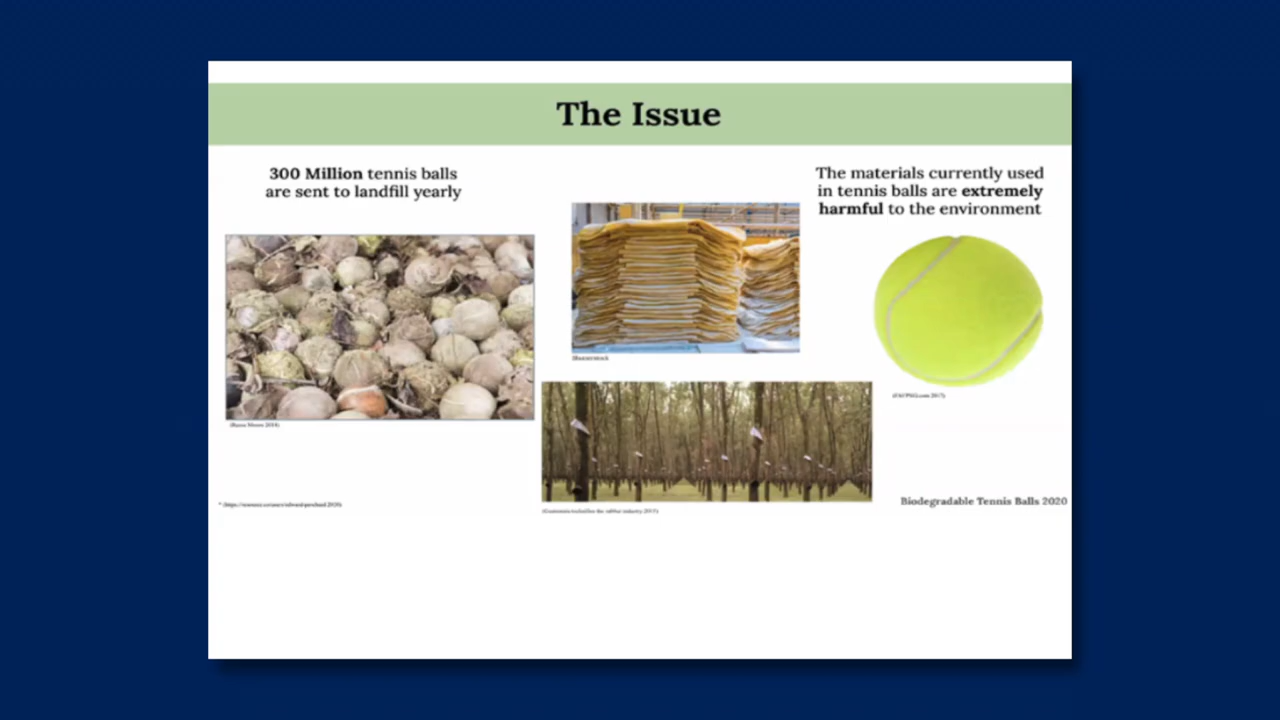 The Issue
300 Million tennis balls
are sent to landfill yearly
The materials currently used
in tennis balls are extremely
harmful to the environment
(Shutterstock
Biodegradable Tennis Balls 2020